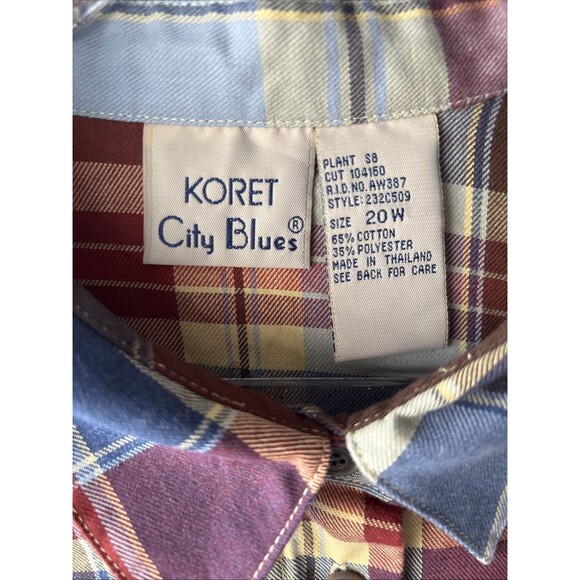 KORET
City Blues®
PLANT S8
CUT 104160
R.I.D.NO.AW387
STYLE:232C509
SIZE 20W
65% COTTON
35% POLYESTER
MADE IN THAILAND
SEE BACK FOR CARE